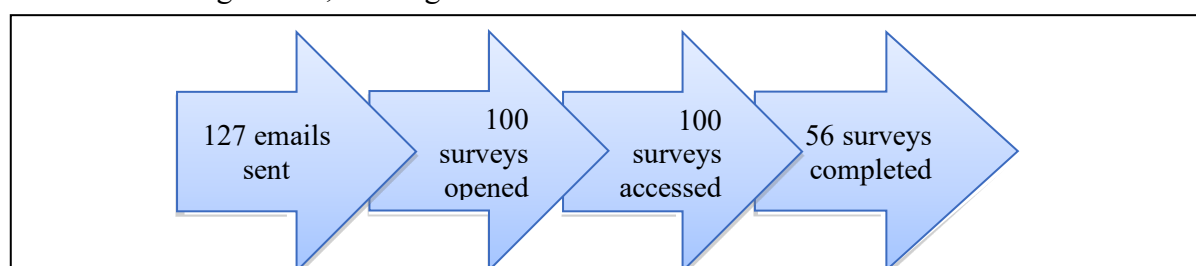 127 emails
sent
100
surveys
opened
100
surveys
accessed
56 surveys
completed